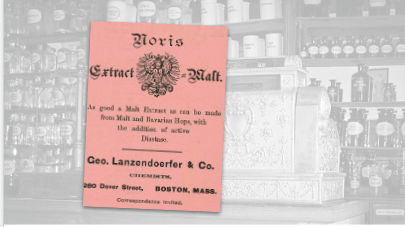 Noris
Extract of Malt.
As good a Malt Extract as can be made
from Malt and Bavarian Hops, with
the addition of active
Diastase.
Geo. Lanzendoerfer & Co.
CHEMISTS,
280 Dover Street, BOSTON, MASS.
Correspondence invited.